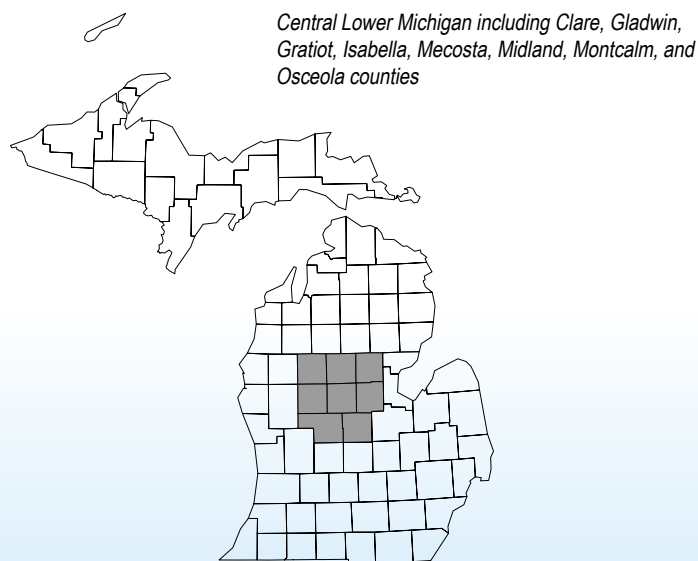 Central Lower Michigan including Clare, Gladwin,
Gratiot, Isabella, Mecosta, Midland, Montcalm, and
Osceola counties